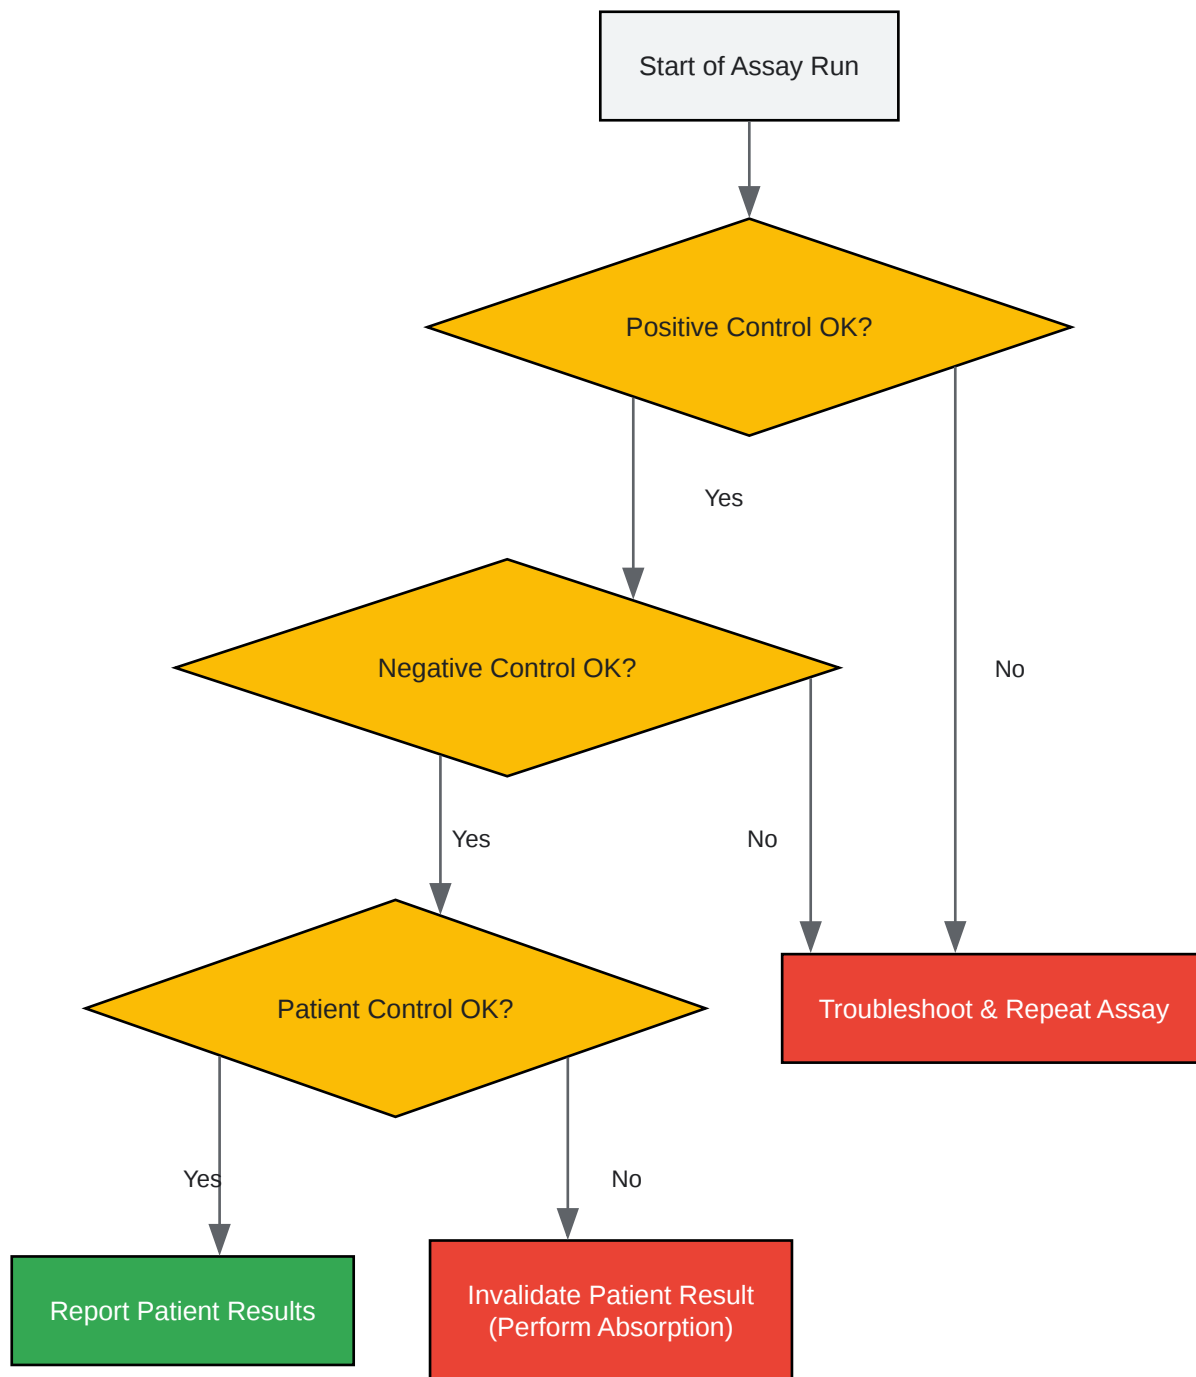 Start of Assay Run
Positive Control OK?
Yes
Negative Control OK?
No
Yes
No
Patient Control OK?
Troubleshoot & Repeat Assay
Yes
No
Report Patient Results
Invalidate Patient Result
(Perform Absorption)